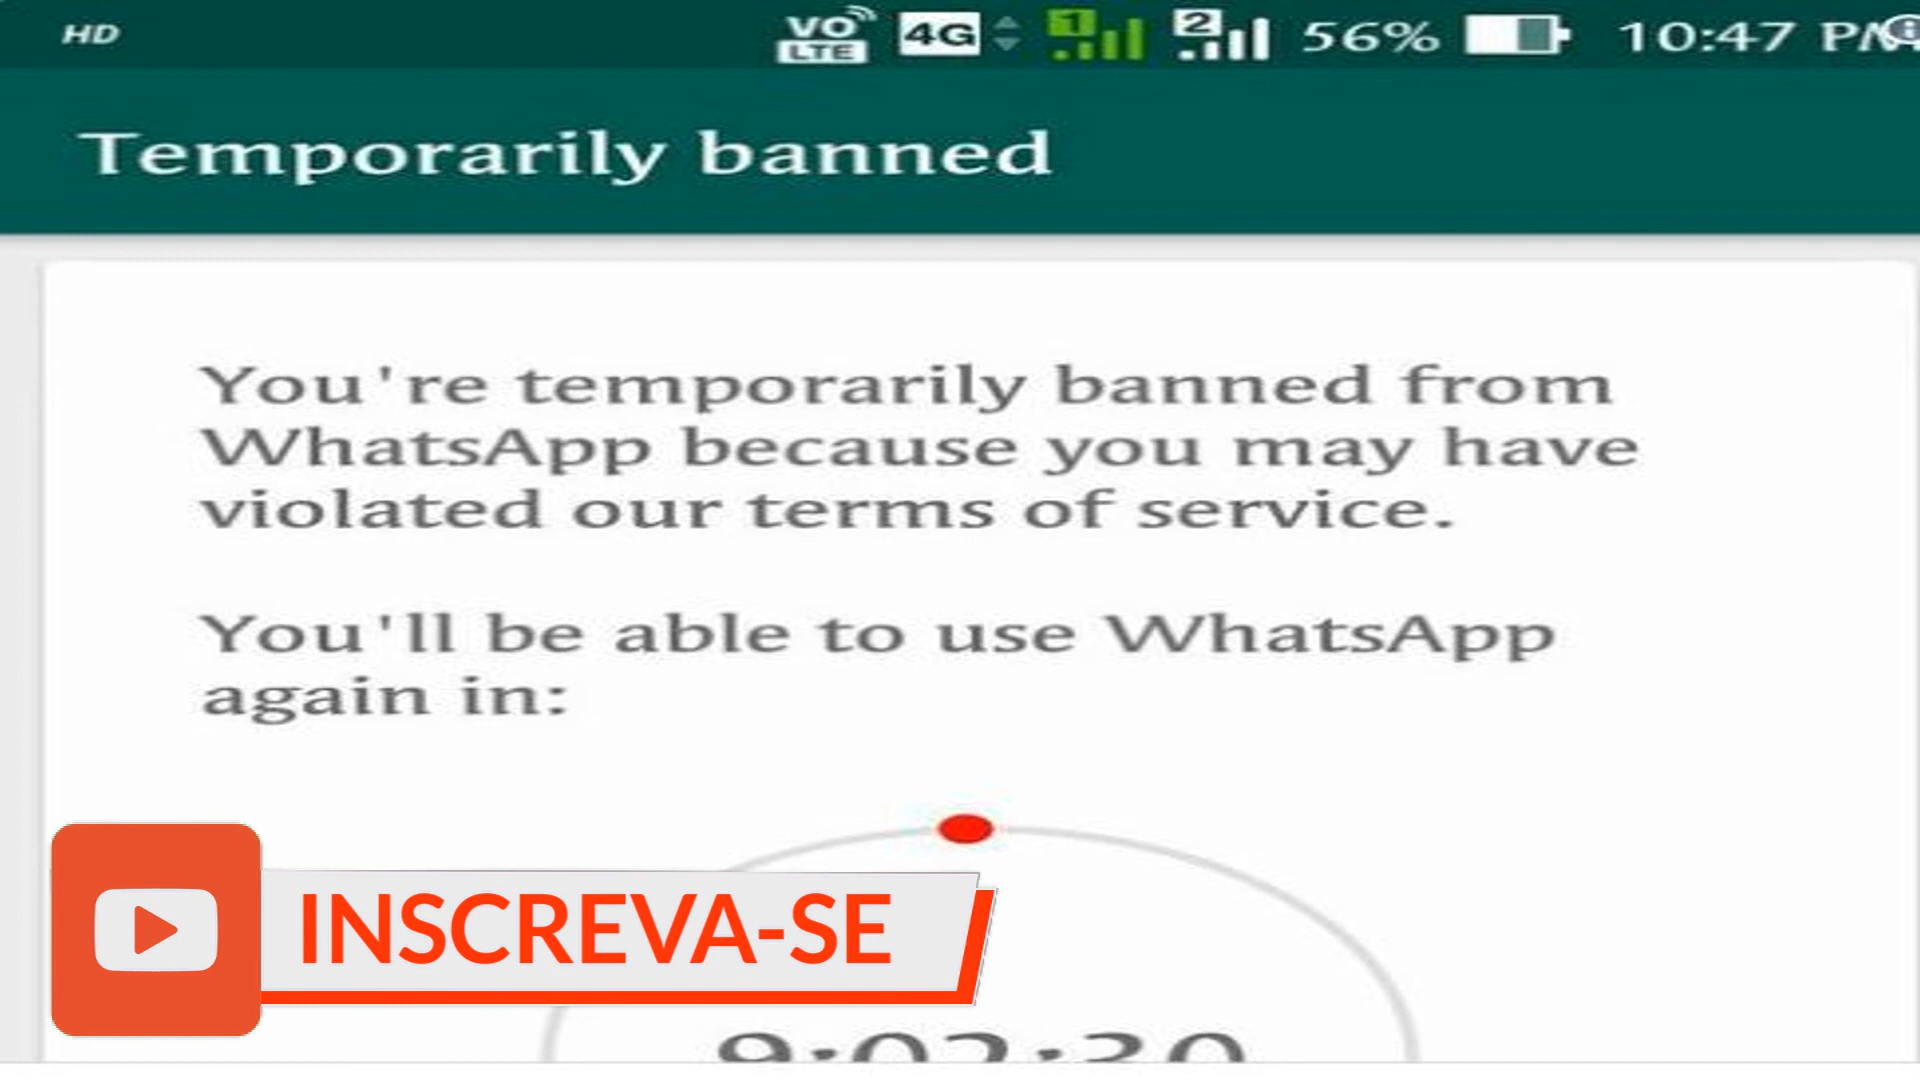 HD VO LTE 4G 1 2 56% 10:47 PM
Temporarily banned
You're temporarily banned from
WhatsApp because you may have
violated our terms of service.
You'll be able to use WhatsApp
again in:
INSCREVA-SE